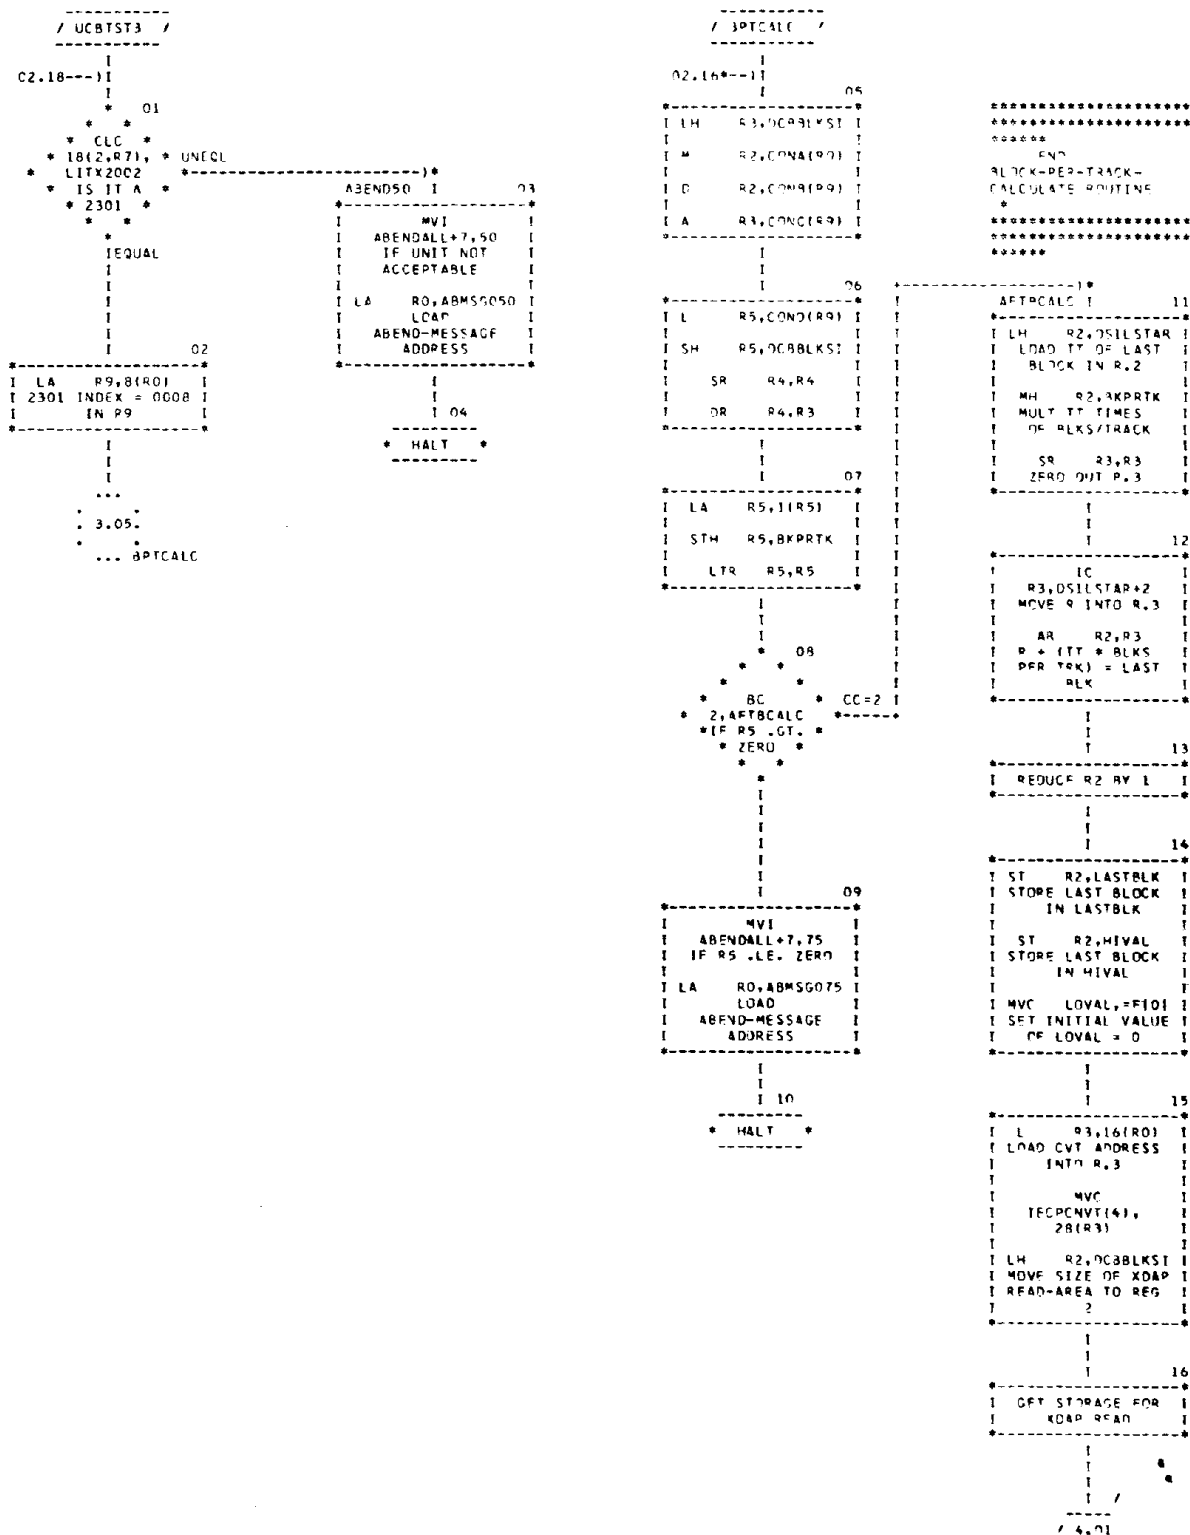 / UCBTST3 /
02.18---)I
01
CLC
18(2,R7),
LITX2002
IS IT A
2301
UNEQL
EQUAL
02
LA R9,8(R0)
2301 INDEX = 0008
IN R9
3.05.
... BPTCALC
ABEND50
03
MVI
ABENDALL+7,50
IF UNIT NOT
ACCEPTABLE
LA R0,ABMSG050
LOAD
ABEND-MESSAGE
ADDRESS
04
* HALT *
/ BPTCALC /
02.16*--)I
05
LH R3,DCBBLKSI
M R2,CONA(R9)
D R2,CONB(R9)
A R3,CONC(R9)
06
L R5,COND(R9)
SH R5,DCBBLKSI
SR R4,R4
DR R4,R3
07
LA R5,1(R5)
STH R5,BKPRTK
LTR R5,R5
08
BC
2,AFTBCALC
IF R5 .GT.
ZERO
CC=2
09
MVI
ABENDALL+7,75
IF R5 .LE. ZERO
LA R0,ABMSG075
LOAD
ABEND-MESSAGE
ADDRESS
10
* HALT *
********************
********************
******
END
BLOCK-PER-TRACK-
CALCULATE ROUTINE
*
********************
********************
******
AFTBCALC
11
LH R2,DSILSTAR
LOAD TT OF LAST
BLOCK IN R.2
MH R2,BKPRTK
MULT TT TIMES
OF BLKS/TRACK
SR R3,R3
ZERO OUT R.3
12
IC
R3,DSILSTAR+2
MOVE R INTO R.3
AR R2,R3
R + (TT * BLKS
PER TRK) = LAST
BLK
13
REDUCE R2 BY 1
14
ST R2,LASTBLK
STORE LAST BLOCK
IN LASTBLK
ST R2,HIVAL
STORE LAST BLOCK
IN HIVAL
MVC LOVAL,=F(0)
SET INITIAL VALUE
OF LOVAL = 0
15
L R3,16(R0)
LOAD CVT ADDRESS
INTO R.3
MVC
IECPCNVT(4),
28(R3)
LH R2,DCBBLKSI
MOVE SIZE OF XDAP
READ-AREA TO REG
2
16
GET STORAGE FOR
XDAP READ
/ 4.01